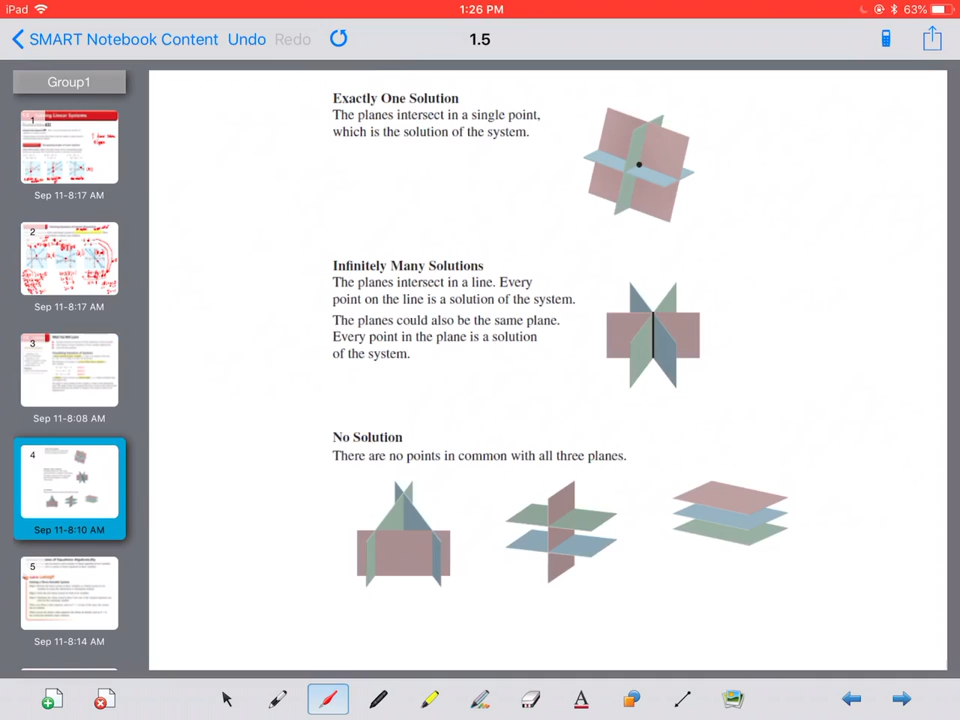 iPad 1:26 PM 63%
SMART Notebook Content Undo Redo 1.5
Group1
1
Sep 11-8:17 AM
2
Sep 11-8:17 AM
3
Sep 11-8:08 AM
4
Sep 11-8:10 AM
5
Sep 11-8:14 AM
Exactly One Solution
The planes intersect in a single point,
which is the solution of the system.
Infinitely Many Solutions
The planes intersect in a line. Every
point on the line is a solution of the system.
The planes could also be the same plane.
Every point in the plane is a solution
of the system.
No Solution
There are no points in common with all three planes.
A